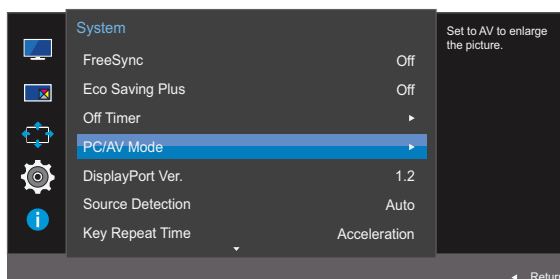 System
FreeSync Off
Eco Saving Plus Off
Off Timer
PC/AV Mode
DisplayPort Ver. 1.2
Source Detection Auto
Key Repeat Time Acceleration
Set to AV to enlarge
the picture.
Return